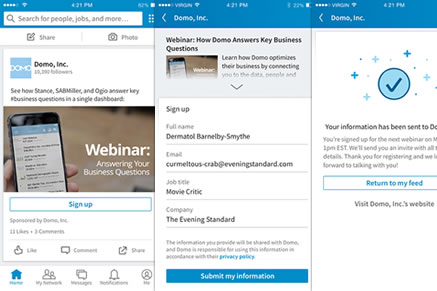 4:21 PM
82%
Search for people, jobs, and more...
Share
Photo
DOMO
Domo, Inc.
10,390 followers
See how Stance, SABMiller, and Ogio answer key
#business questions in a single dashboard:
Webinar:
Answering Your
Business Questions
Sign up
Sponsored by Domo, Inc.
11 Likes • 3 Comments
Like
Comment
Share
Home
My Network
Messages
Notifications
Me
VIRGIN
4:21 PM
22%
Domo, Inc.
Webinar: How Domo Answers Key Business
Questions
Webinar:
Learn how Domo optimizes
their business by connecting
you to the data, people and
Sign up
Full name
Dermatol Barnelby-Smythe
Email
curmeltous-crab@eveningstandard.com
Job title
Movie Critic
Company
The Evening Standard
The information you provide will be shared with Domo,
and Domo is responsible for using the information in
accordance with their privacy policy.
Submit my information
VIRGIN
4:21 PM
Domo, Inc.
Your information has been sent to Do
You're signed up for the next webinar on W
1pm EST. We'll send you an invite with all t
details. Thank you for registering and we lo
forward to talking with you!
Return to my feed
Visit Domo, Inc.'s website